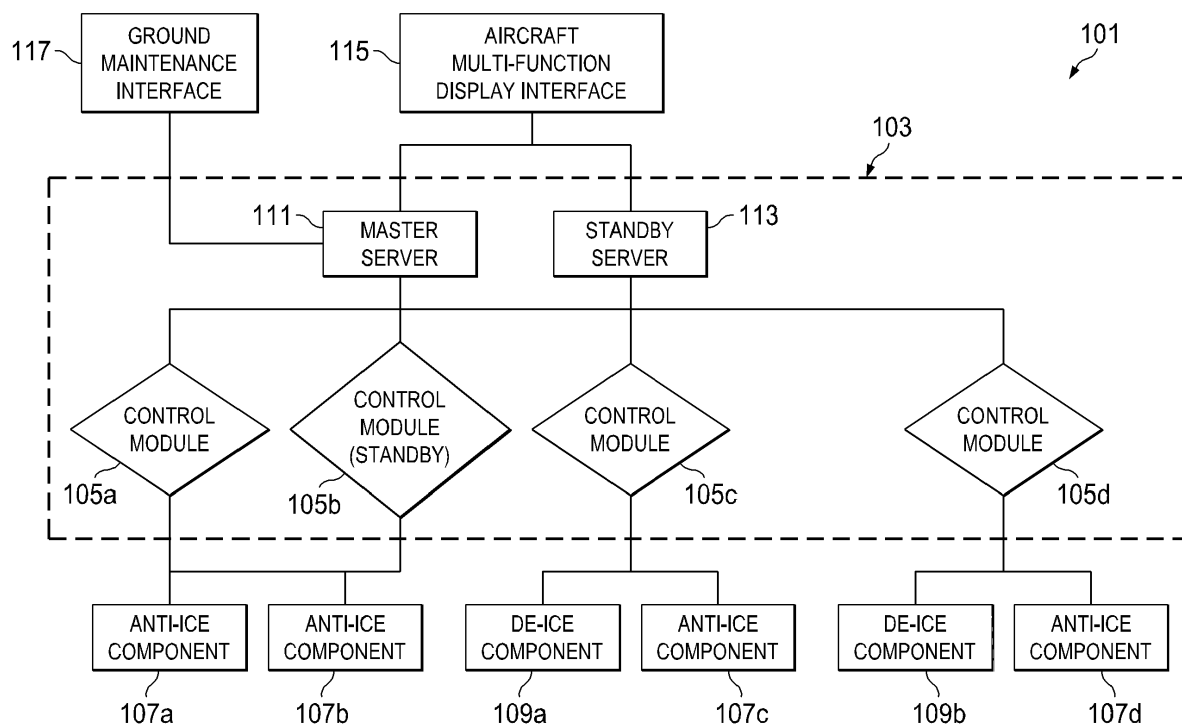 117
GROUND
MAINTENANCE
INTERFACE
115
AIRCRAFT
MULTI-FUNCTION
DISPLAY INTERFACE
101
103
111
MASTER
SERVER
STANDBY
SERVER
113
CONTROL
MODULE
105a
CONTROL
MODULE
(STANDBY)
105b
CONTROL
MODULE
105c
CONTROL
MODULE
105d
ANTI-ICE
COMPONENT
107a
ANTI-ICE
COMPONENT
107b
DE-ICE
COMPONENT
109a
ANTI-ICE
COMPONENT
107c
DE-ICE
COMPONENT
109b
ANTI-ICE
COMPONENT
107d